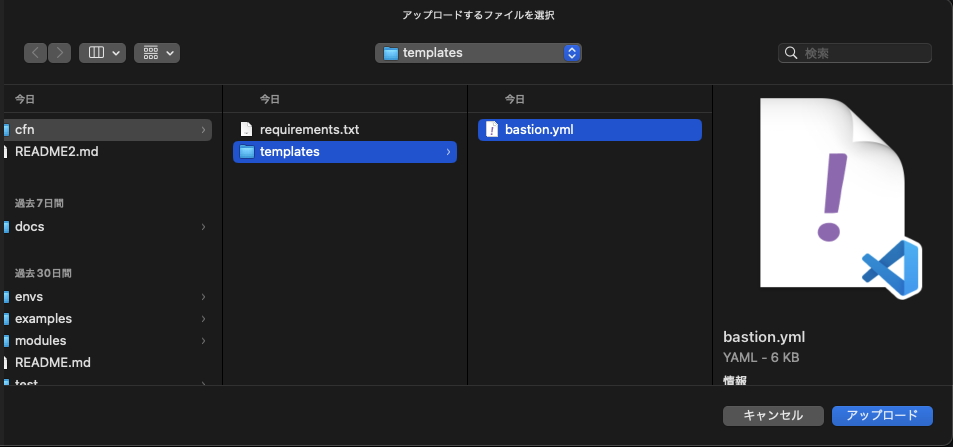 アップロードするファイルを選択
templates
検索
今日
cfn
README2.md
過去7日間
docs
過去30日間
envs
examples
modules
README.md
test
今日
requirements.txt
templates
今日
bastion.yml
bastion.yml
YAML - 6 KB
情報
キャンセル
アップロード